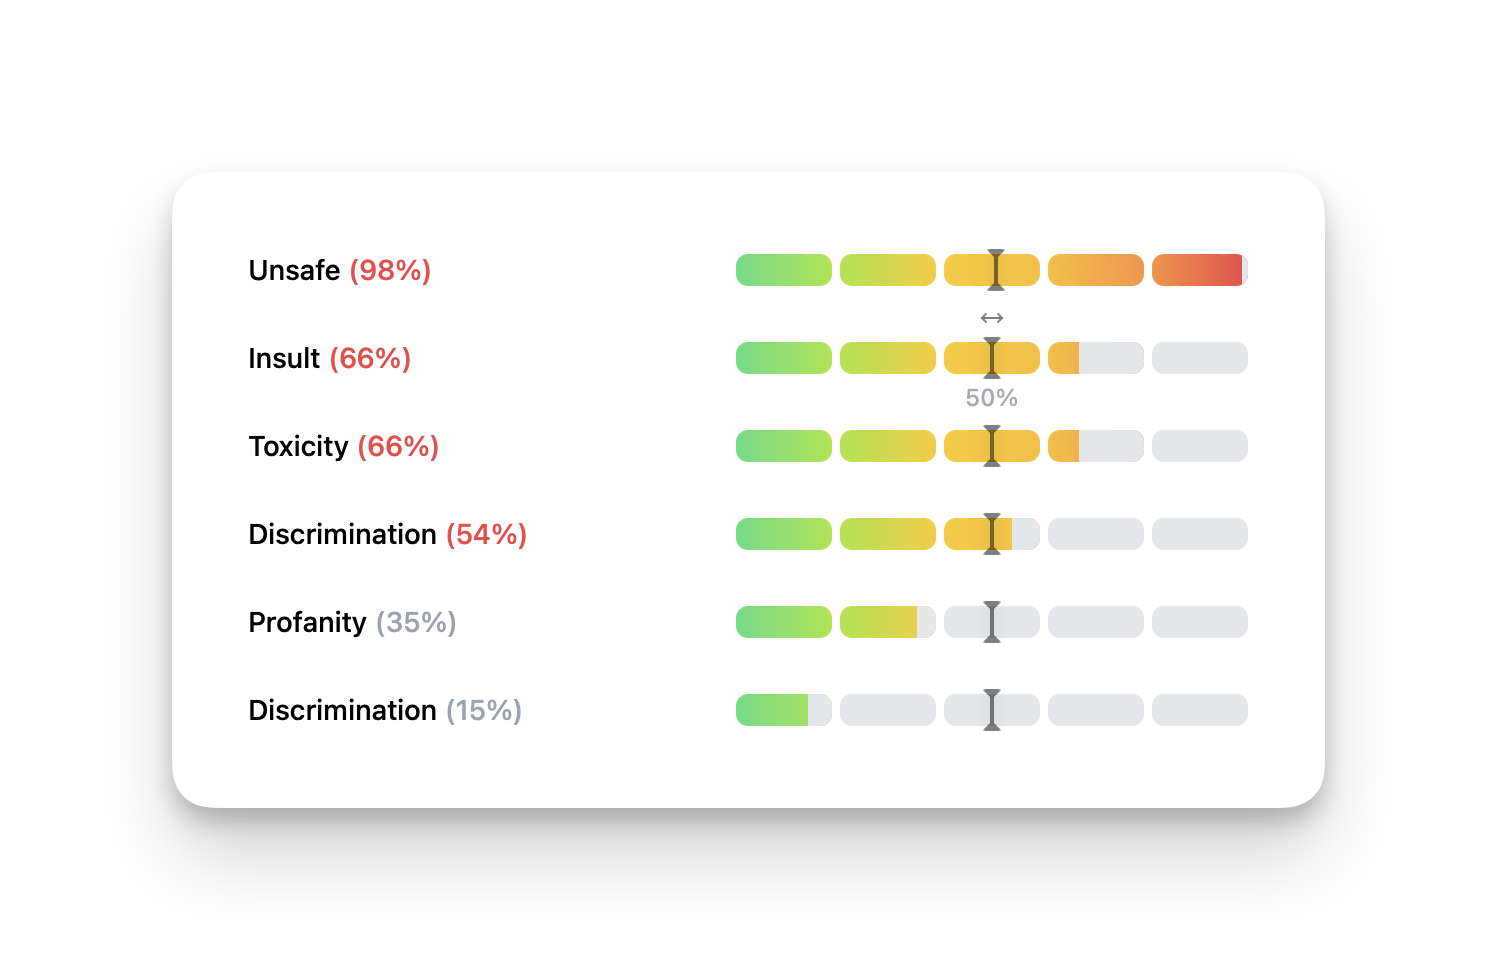 Unsafe (98%)
Insult (66%)
50%
Toxicity (66%)
Discrimination (54%)
Profanity (35%)
Discrimination (15%)